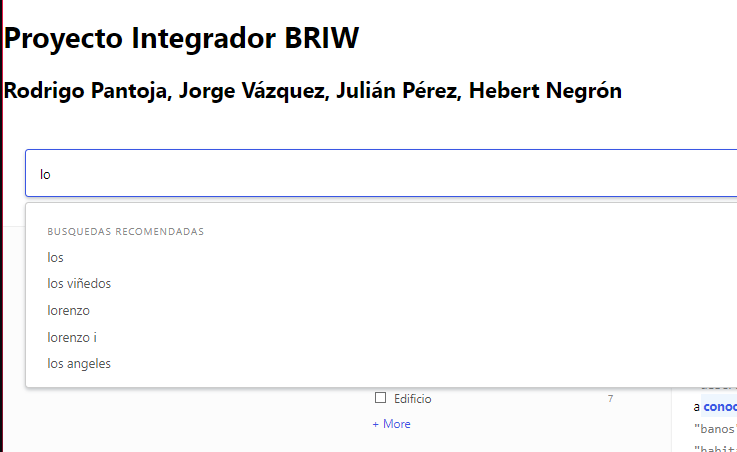 Proyecto Integrador BRIW
Rodrigo Pantoja, Jorge Vázquez, Julián Pérez, Hebert Negrón
lo
BUSQUEDAS RECOMENDADAS
los
los viñedos
lorenzo
lorenzo i
los angeles
Edificio 7
+ More
a conoc
"banos"